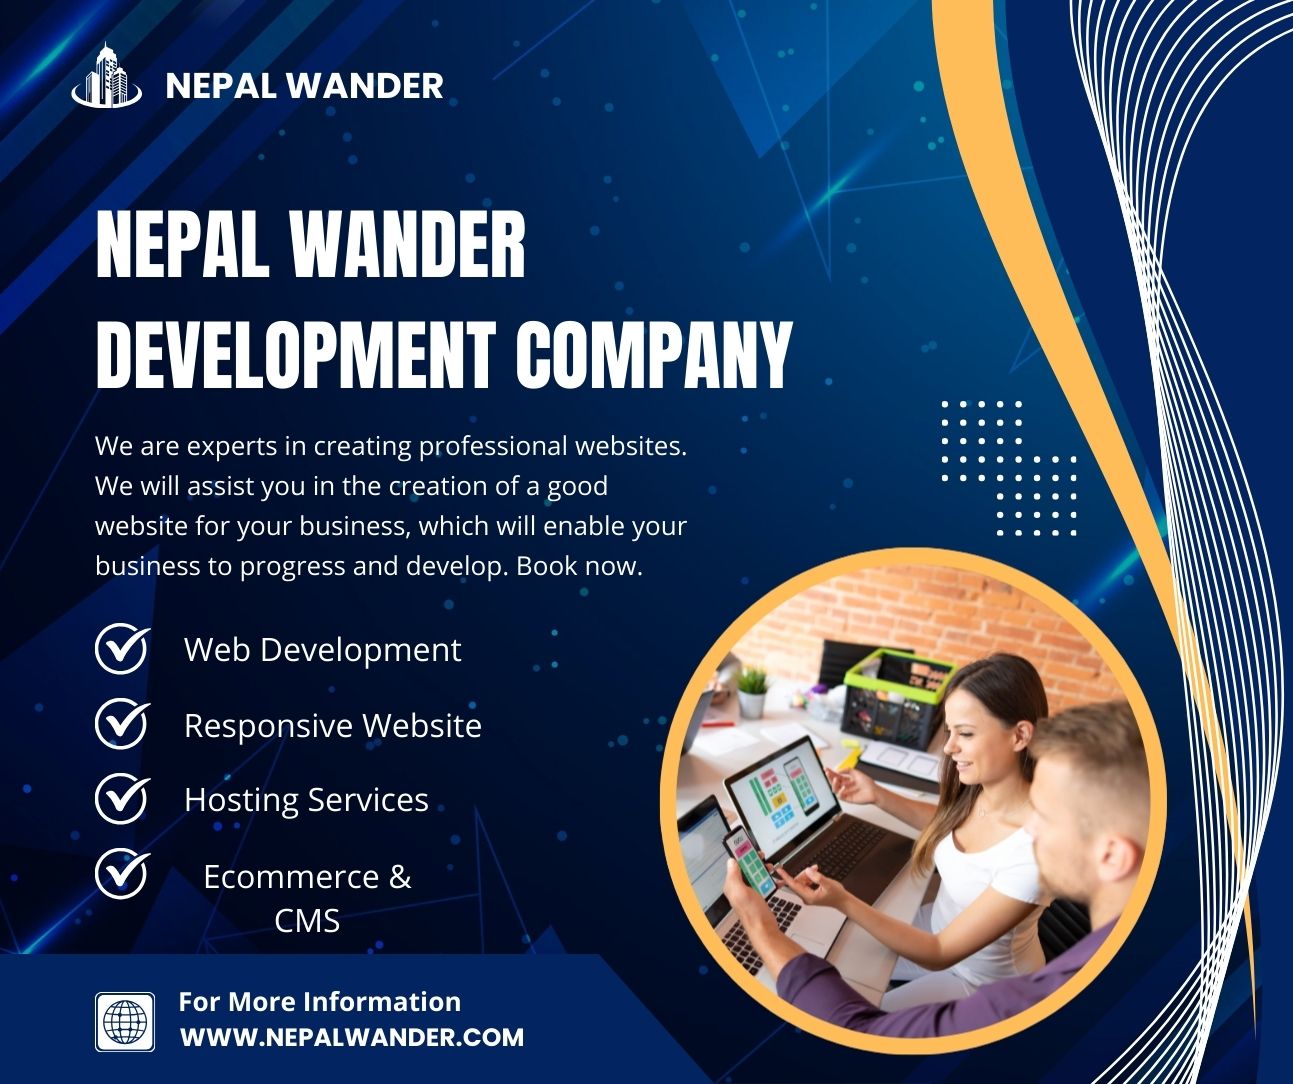 NEPAL WANDER
NEPAL WANDER
DEVELOPMENT COMPANY
We are experts in creating professional websites.
We will assist you in the creation of a good
website for your business, which will enable your
business to progress and develop. Book now.
Web Development
Responsive Website
Hosting Services
Ecommerce &
CMS
For More Information
WWW.NEPALWANDER.COM